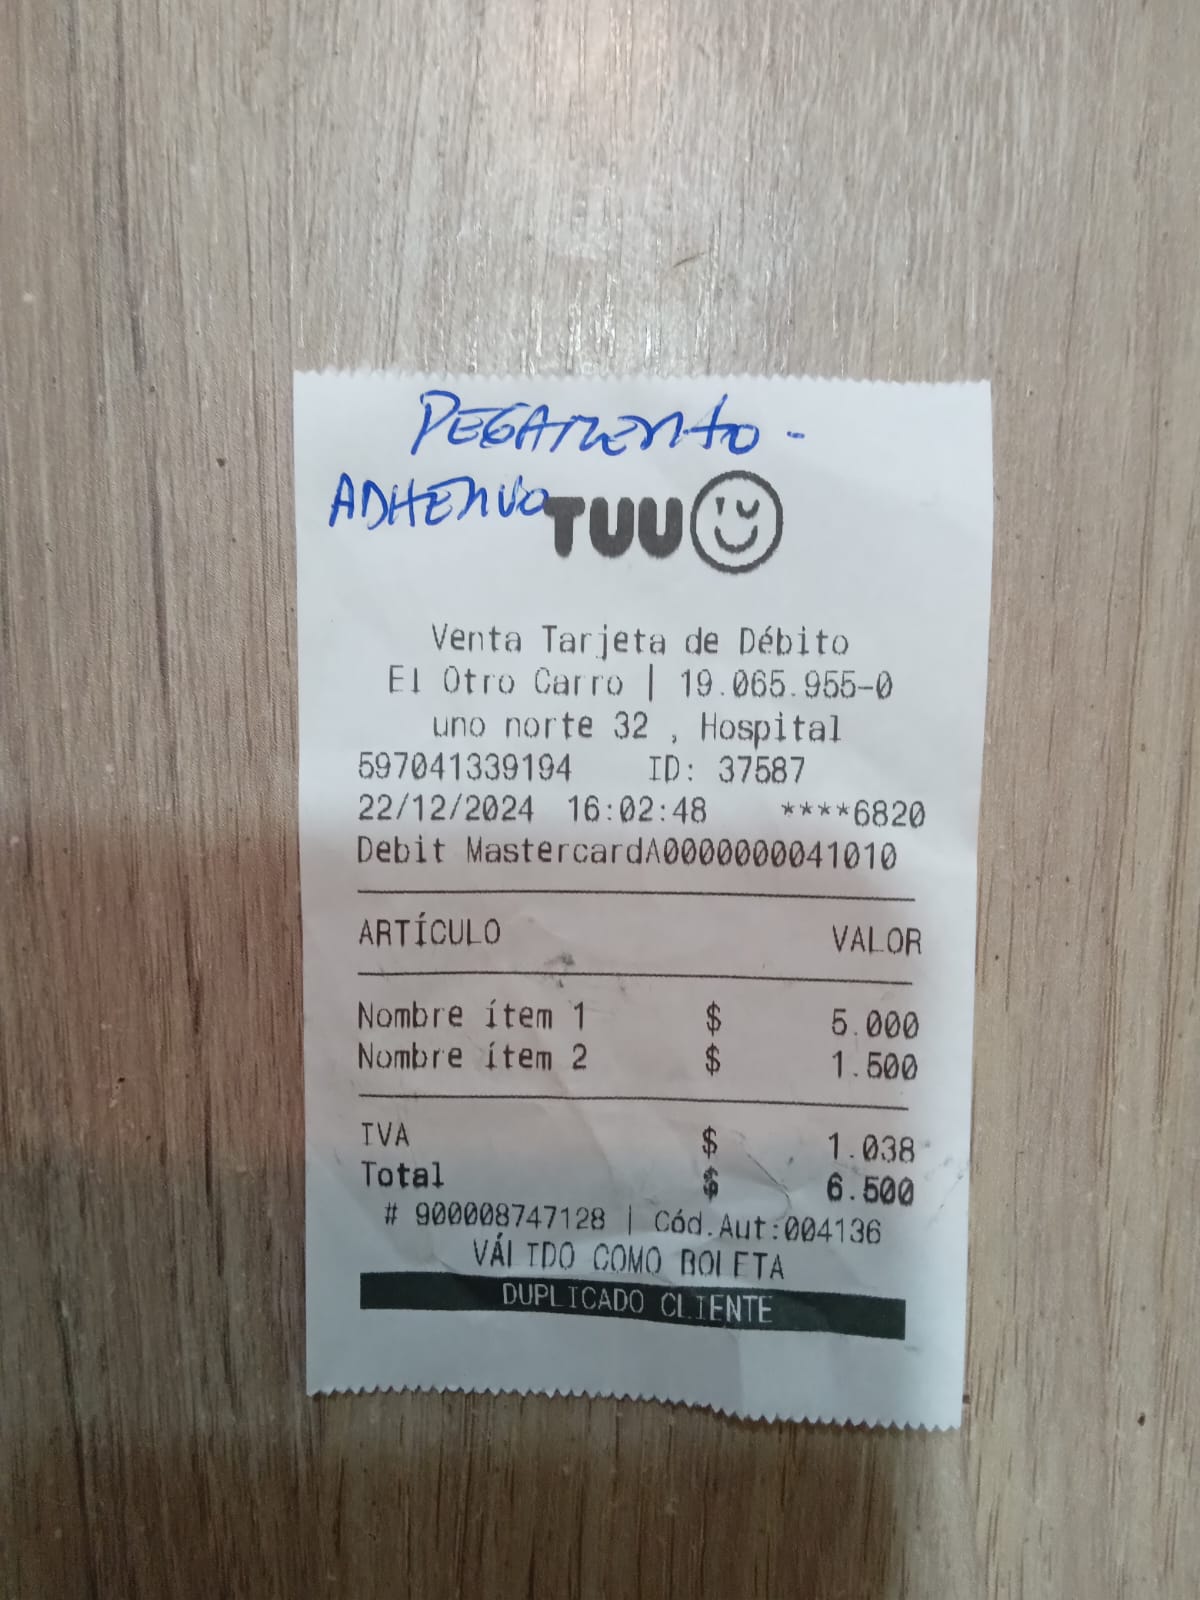 PEGAMENTO -
ADHESIVO
TUU
Venta Tarjeta de Débito
El Otro Carro | 19.065.955-0
uno norte 32 , Hospital
597041339194 ID: 37587
22/12/2024 16:02:48 ****6820
Debit MastercardA0000000041010
ARTÍCULO VALOR
Nombre ítem 1 $ 5.000
Nombre ítem 2 $ 1.500
IVA $ 1.038
Total $ 6.500
# 900008747128 | Cód.Aut:004136
VÁLIDO COMO BOLETA
DUPLICADO CLIENTE